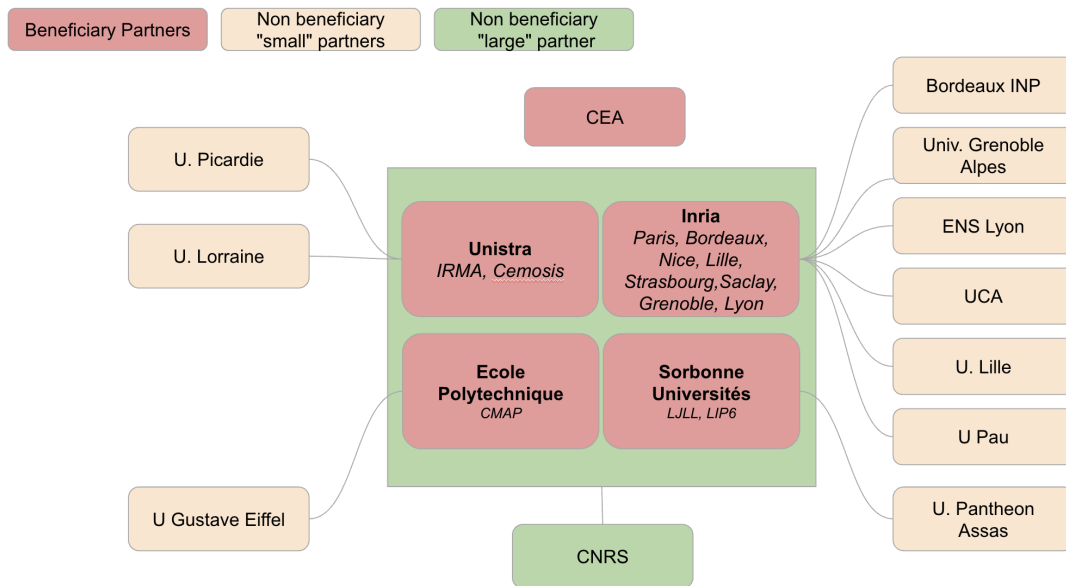 Beneficiary Partners
Non beneficiary
"small" partners
Non beneficiary
"large" partner
CEA
Bordeaux INP
U. Picardie
Univ. Grenoble
Alpes
U. Lorraine
Unistra
IRMA, Cemosis
Inria
Paris, Bordeaux,
Nice, Lille,
Strasbourg,Saclay,
Grenoble, Lyon
ENS Lyon
UCA
Ecole
Polytechnique
CMAP
Sorbonne
Universités
LJLL, LIP6
U. Lille
U Pau
U Gustave Eiffel
U. Pantheon
Assas
CNRS